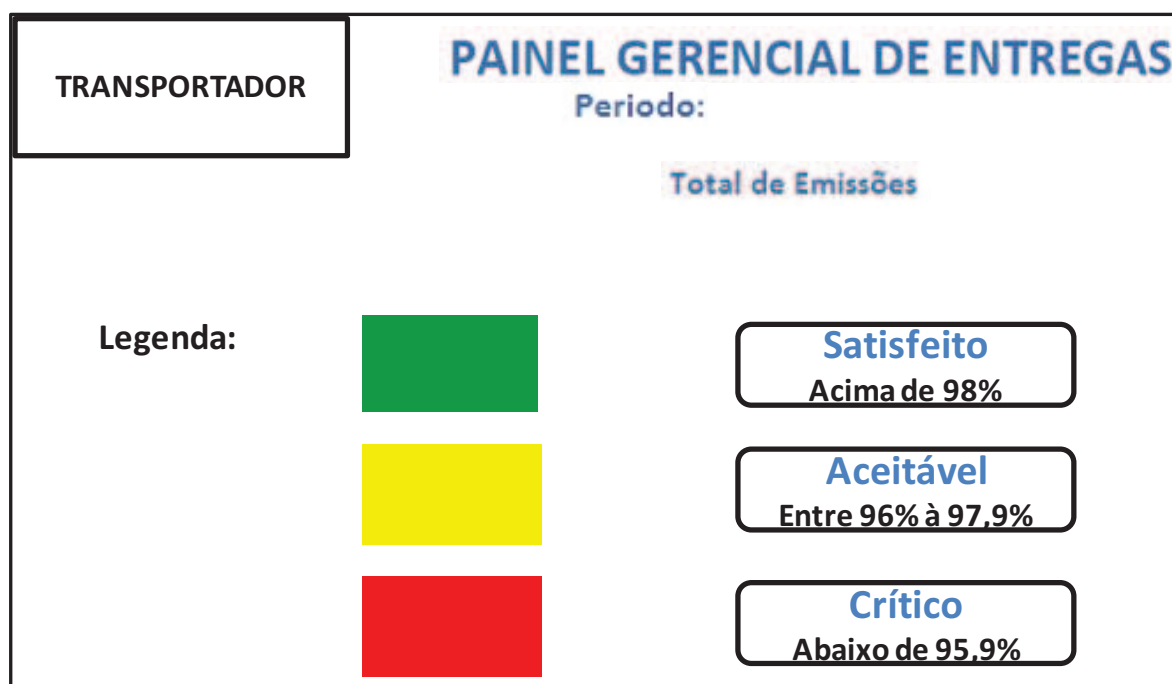 TRANSPORTADOR
PAINEL GERENCIAL DE ENTREGAS
Periodo:
Total de Emissões
Legenda:
Satisfeito
Acima de 98%
Aceitável
Entre 96% à 97,9%
Crítico
Abaixo de 95,9%